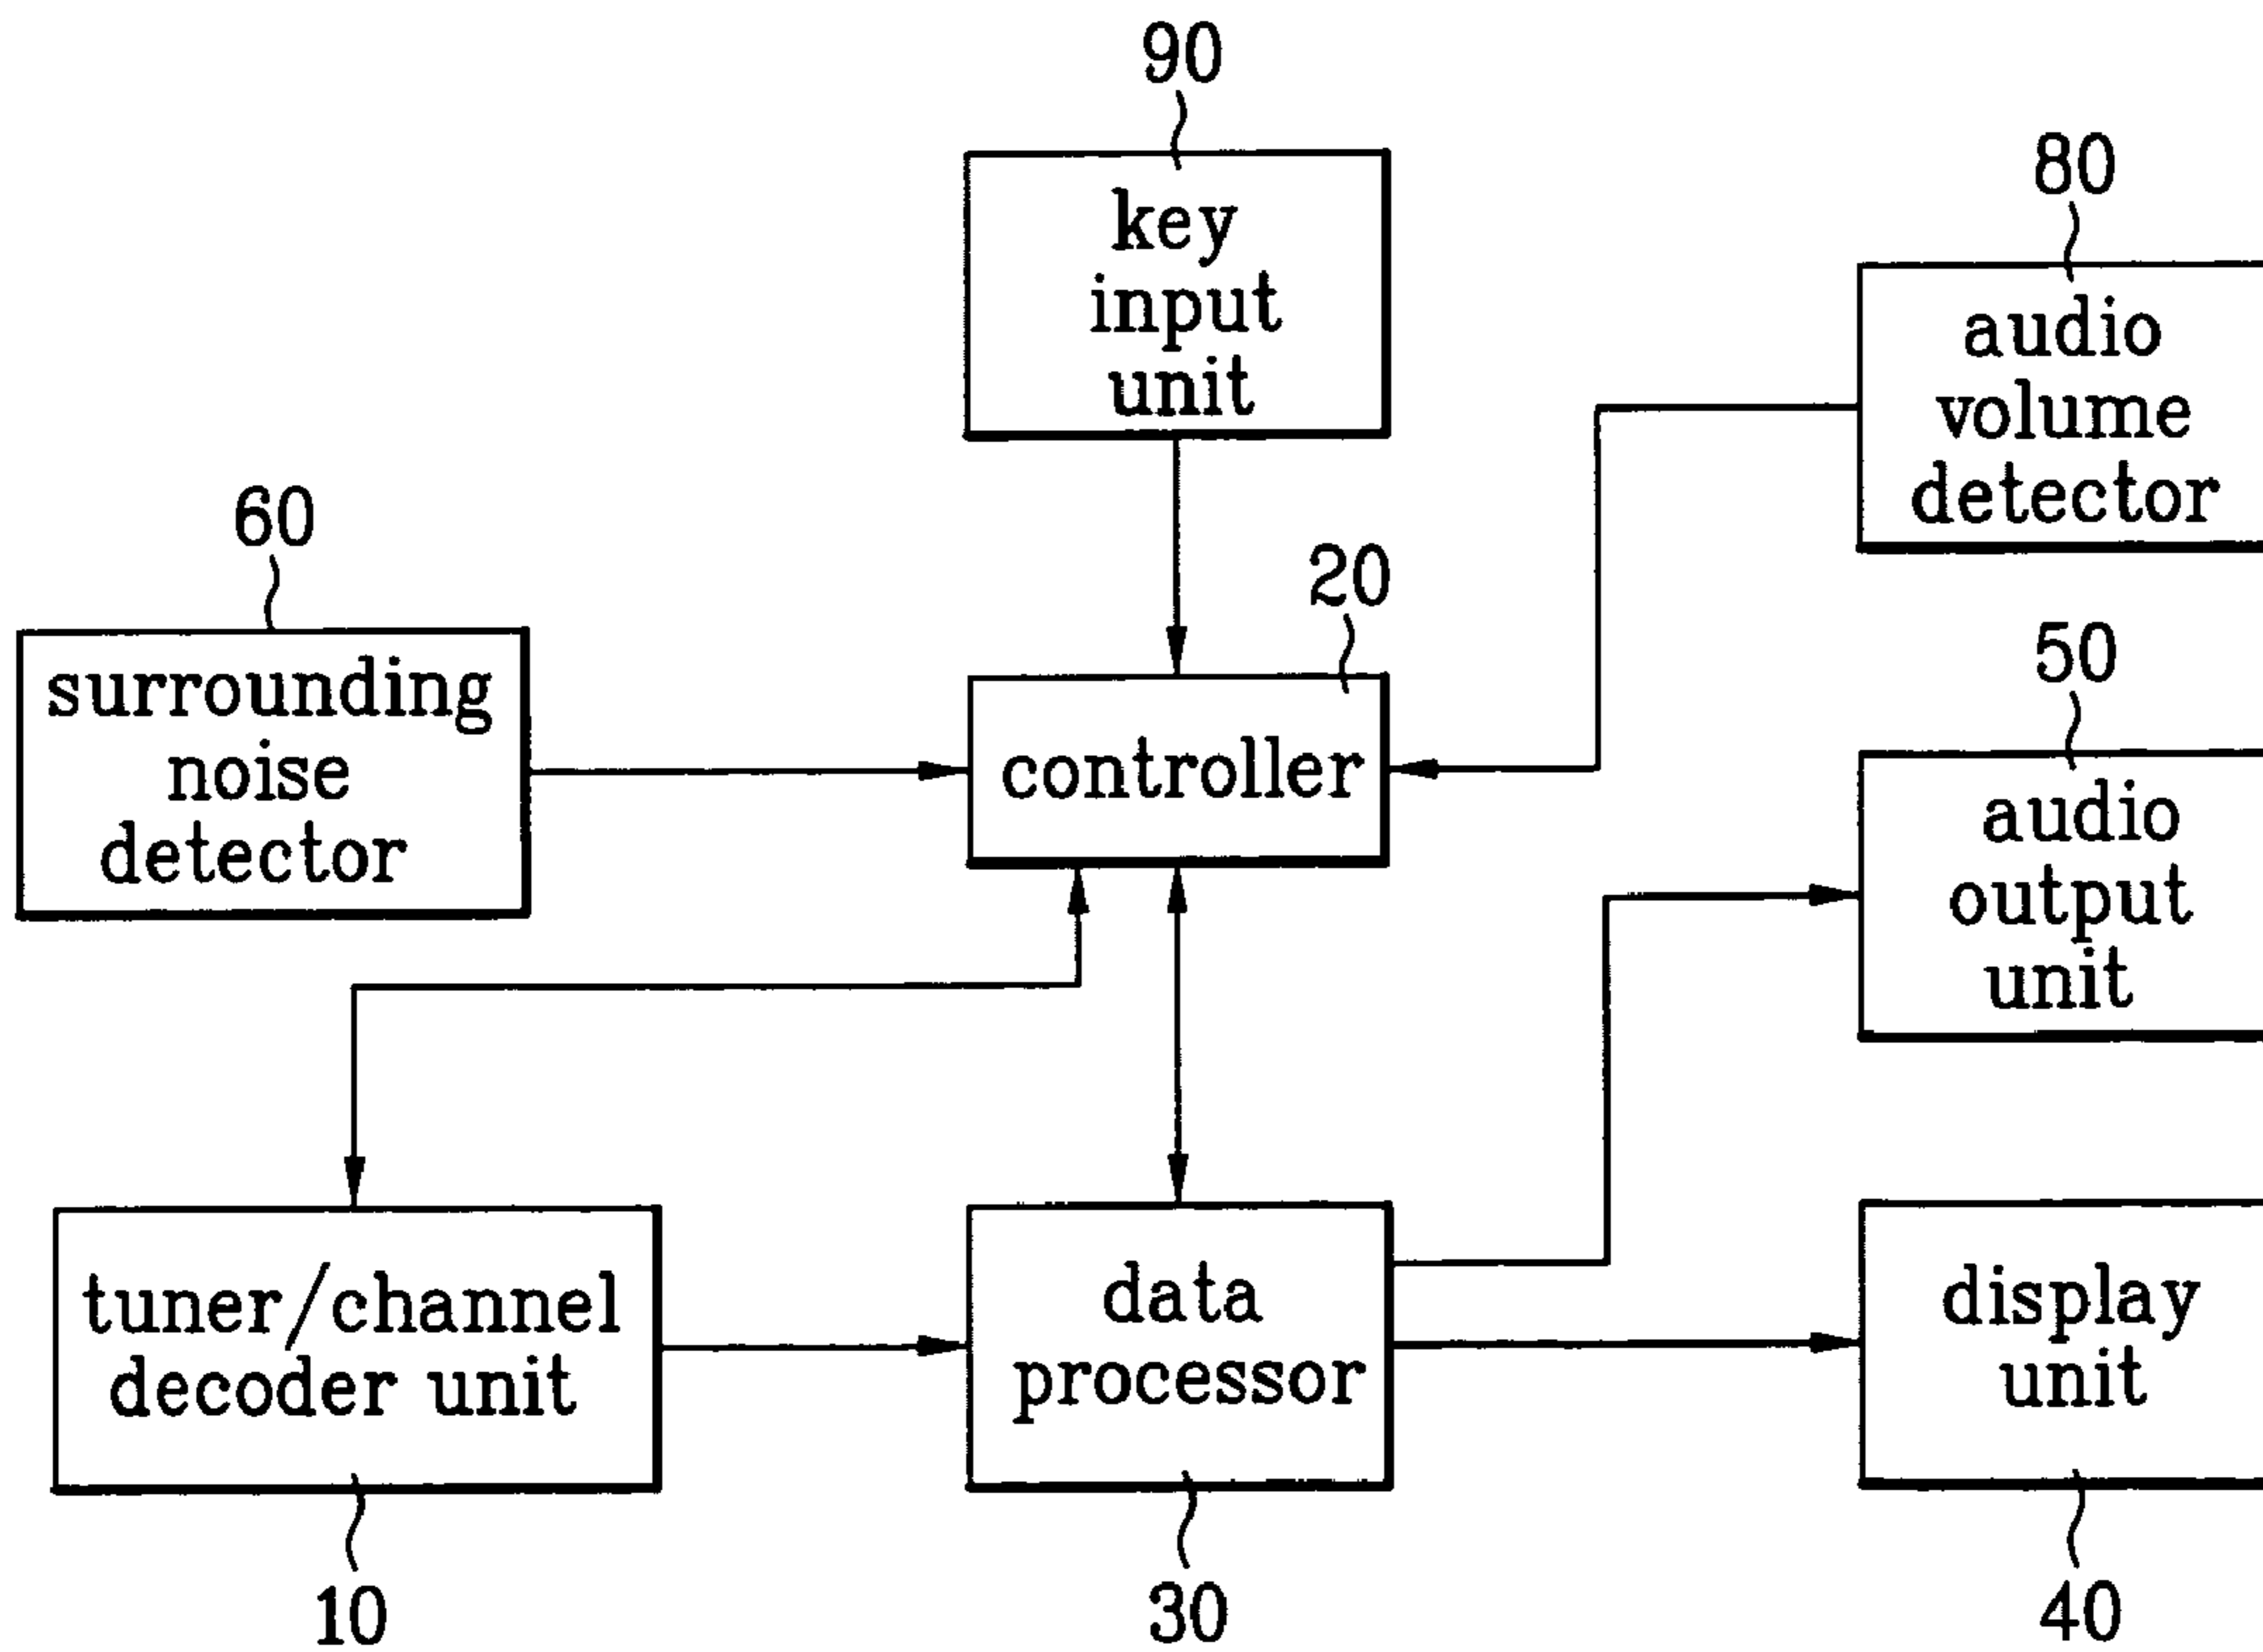 90
key
input
unit
80
audio
volume
detector
60
surrounding
noise
detector
20
controller
50
audio
output
unit
tuner/channel
decoder unit
10
data
processor
30
display
unit
40